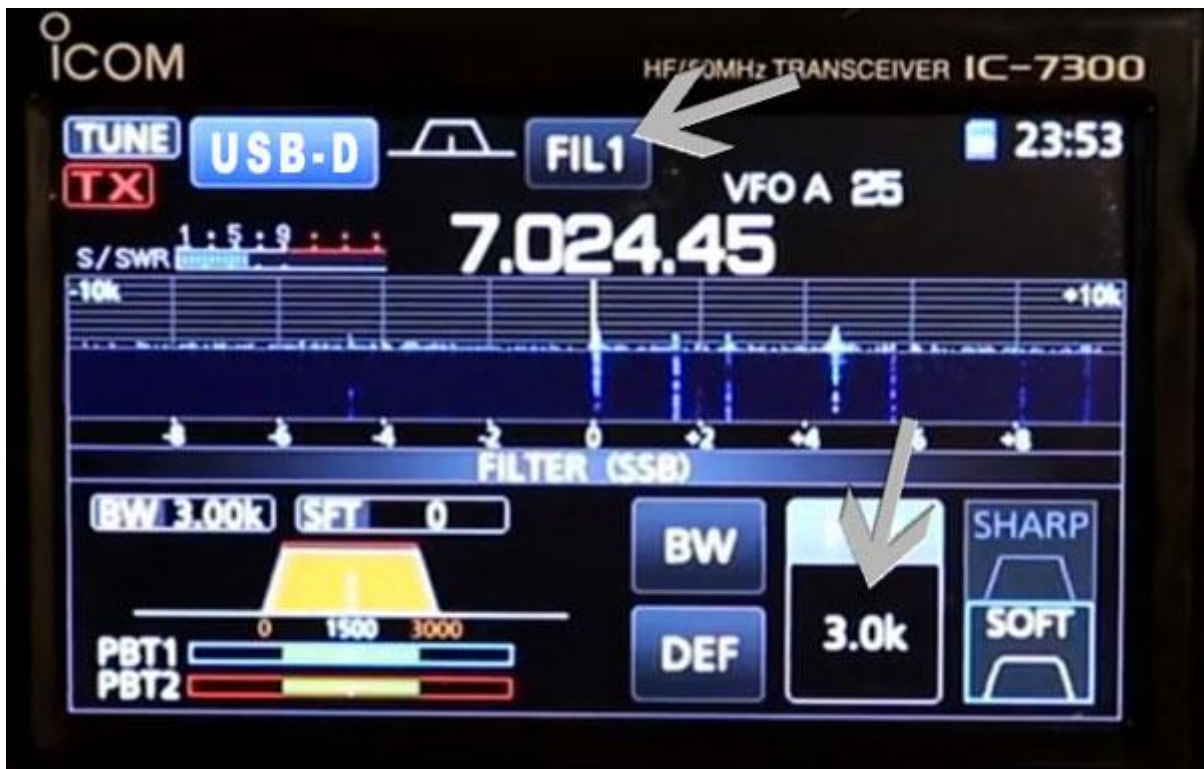 ICOM
HF/50MHz TRANSCEIVER IC-7300
TUNE USB-D FIL1 23:53
TX
VFO A 25
1 : 5 : 9 : : :
7.024.45
S/SWR
-10k +10k
-8 -6 -4 -2 0 +2 +4 6 +8
FILTER (SSB)
BW 3.00k SFT 0
BW SHARP
0 1500 3000
DEF 3.0k SOFT
PBT1
PBT2